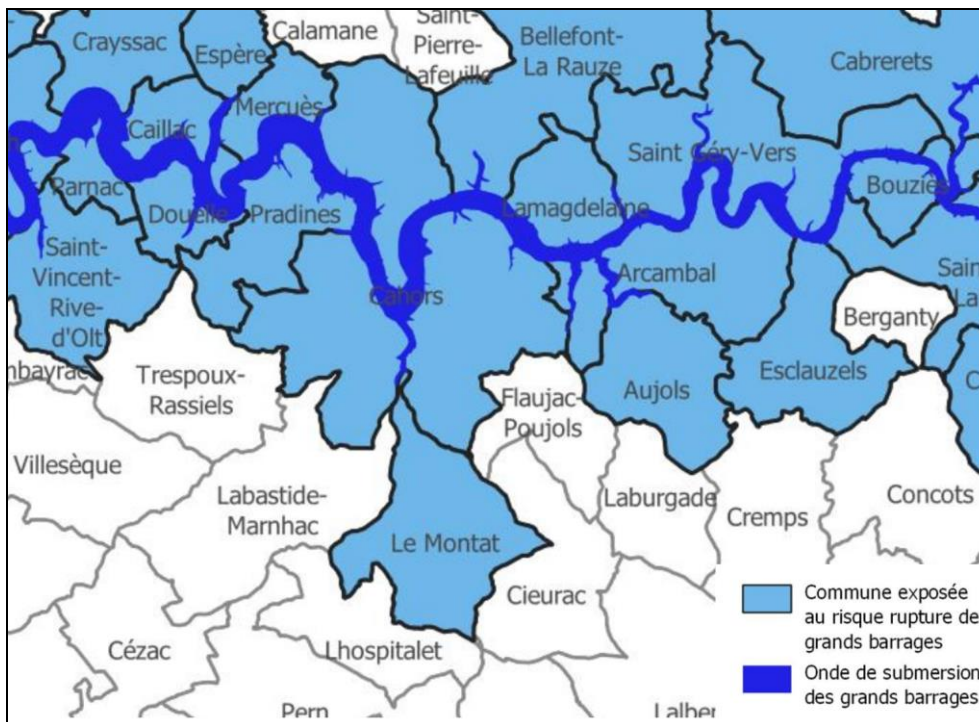 Crayssac
Espère
Calamane
Saint-
Pierre-
Lafeuille
Bellefont-
La Rauze
Cabrerets
Mercuès
Caillac
Saint Géry-Vers
Parnac
Bouziès
Douelle
Pradines
Lamagdelaine
Saint-
Vincent-
Rive-
d'Olt
Arcambal
Cahors
Berganty
Trespoux-
Rassiels
Flaujac-
Poujols
Aujols
Esclauzels
Villesèque
Labastide-
Marnhac
Laburgade
Cremps
Concots
Le Montat
Cieurac
Cézac
Lhospitalet
Pern
Commune exposée
au risque rupture de
grands barrages
Onde de submersion
des grands barrages